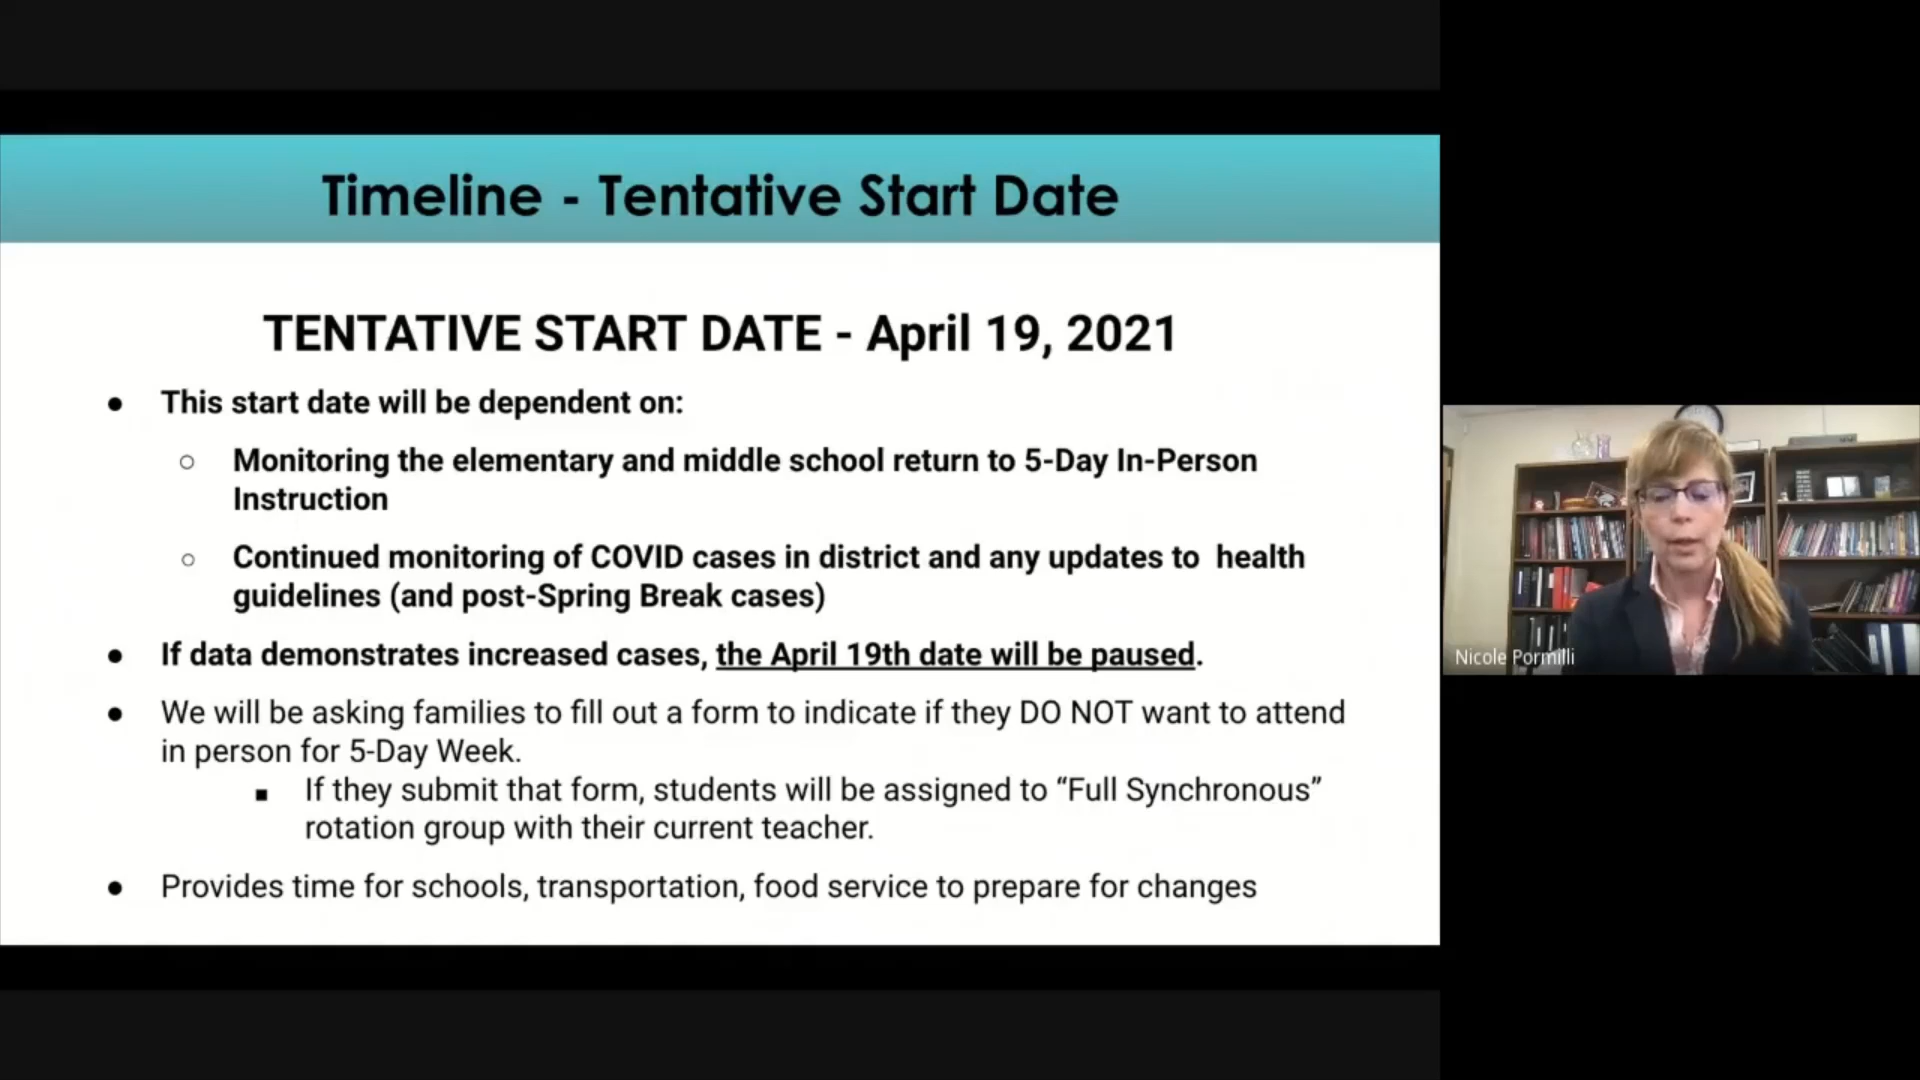 Timeline - Tentative Start Date
TENTATIVE START DATE - April 19, 2021
● This start date will be dependent on:
○ Monitoring the elementary and middle school return to 5-Day In-Person
Instruction
○ Continued monitoring of COVID cases in district and any updates to health
guidelines (and post-Spring Break cases)
● If data demonstrates increased cases, the April 19th date will be paused.
● We will be asking families to fill out a form to indicate if they DO NOT want to attend
in person for 5-Day Week.
■ If they submit that form, students will be assigned to “Full Synchronous”
rotation group with their current teacher.
● Provides time for schools, transportation, food service to prepare for changes
Nicole Pormilli